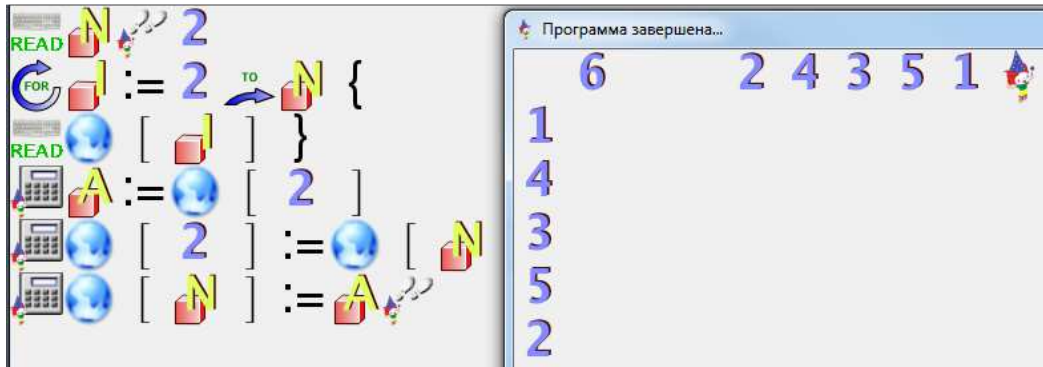 READ N 2
FOR I := 2 TO N {
READ [ I ] }
A := [ 2 ]
[ 2 ] := [ N ]
[ N ] := A
Программа завершена...
6 2 4 3 5 1
1
4
3
5
2